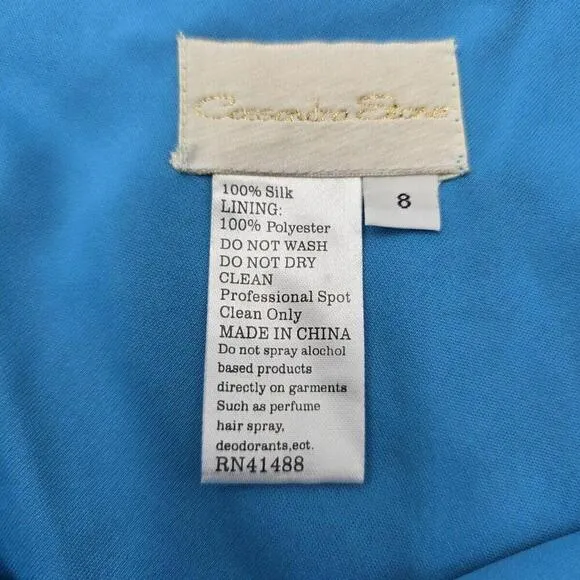 Cassandra Stone
100% Silk
8
LINING:
100% Polyester
DO NOT WASH
DO NOT DRY
CLEAN
Professional Spot
Clean Only
MADE IN CHINA
Do not spray alochol
based products
directly on garments
Such as perfume
hair spray,
deodorants,eot.
RN41488